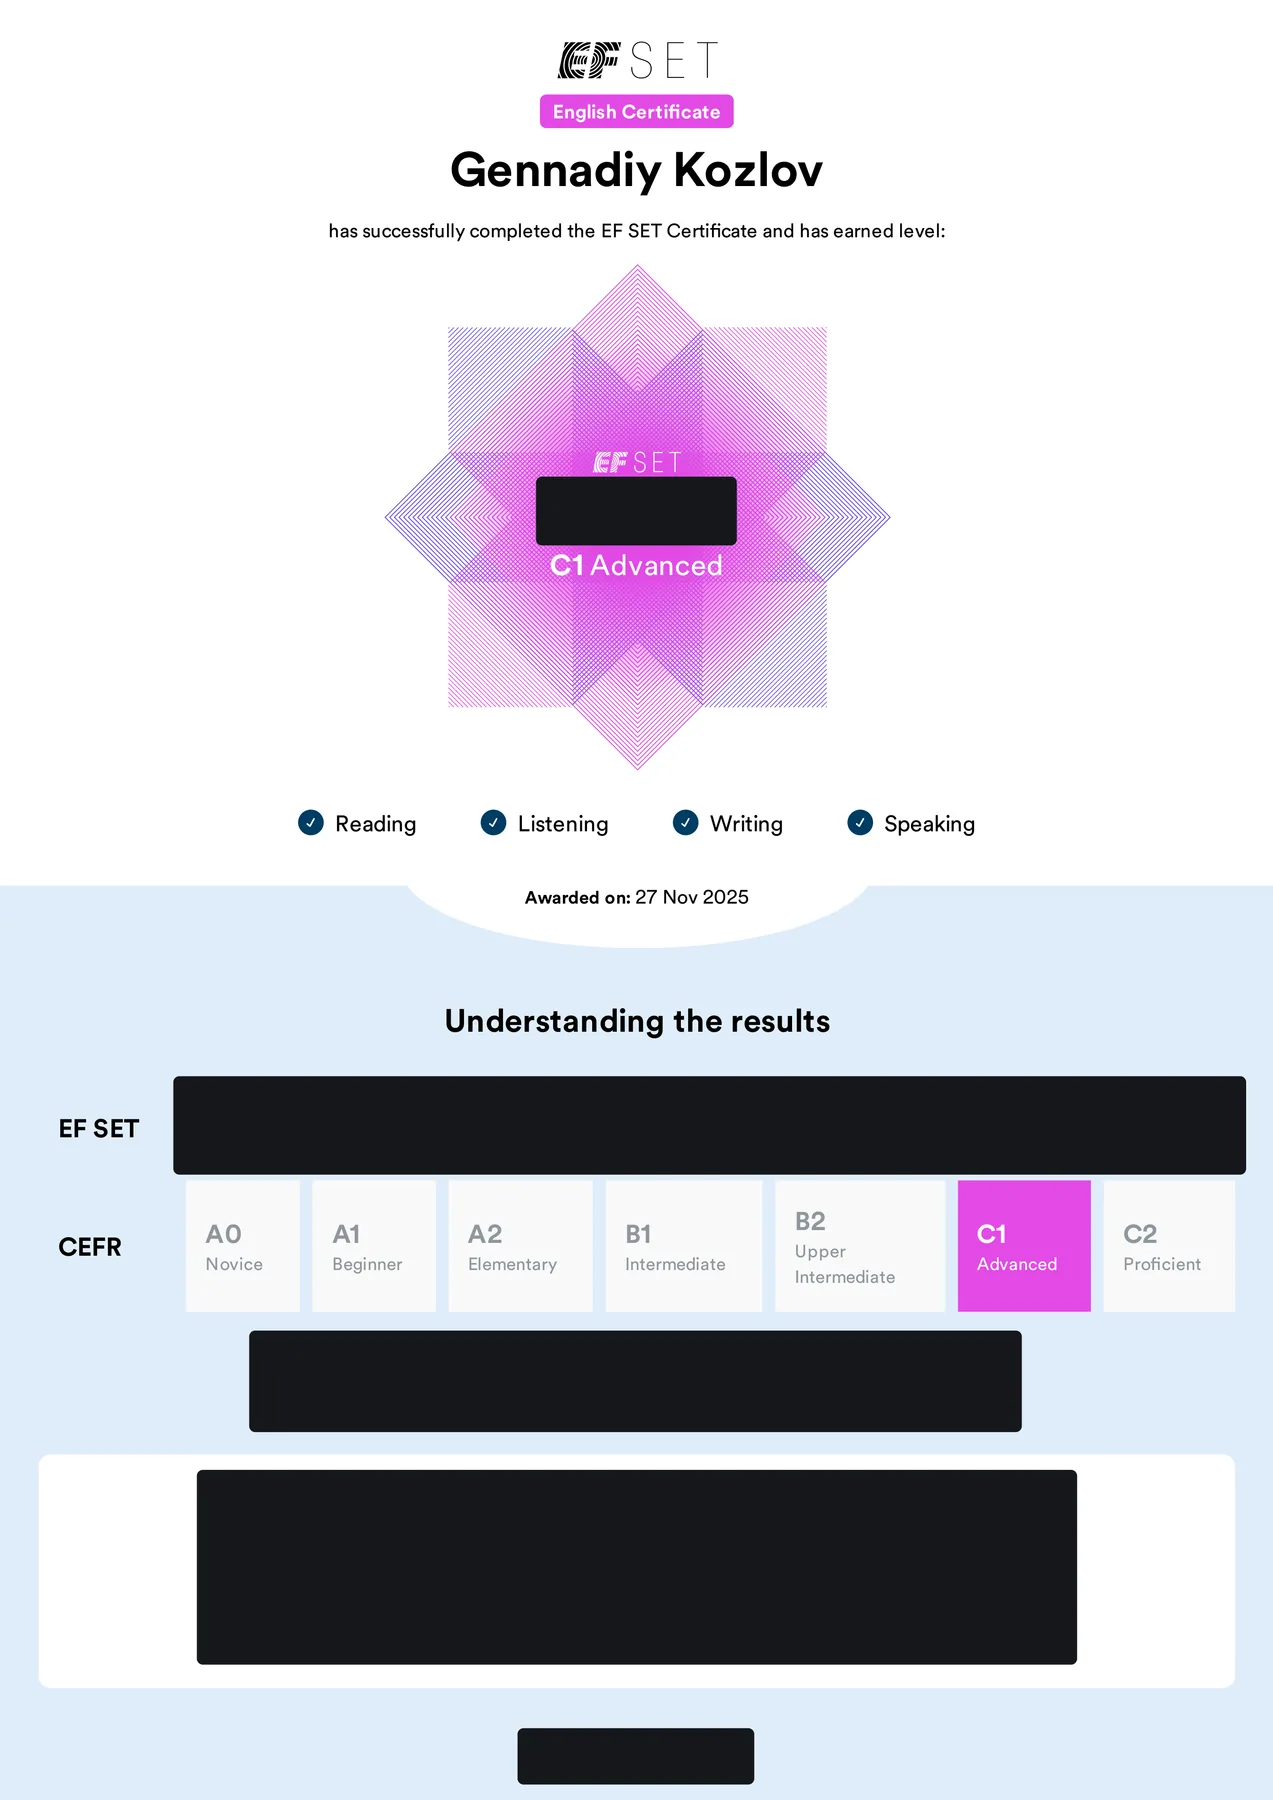 EF SET
English Certificate
Gennadiy Kozlov
has successfully completed the EF SET Certificate and has earned level:
EF SET
C1 Advanced
Reading Listening Writing Speaking
Awarded on: 27 Nov 2025
Understanding the results
EF SET
CEFR
A0
Novice
A1
Beginner
A2
Elementary
B1
Intermediate
B2
Upper
Intermediate
C1
Advanced
C2
Proficient